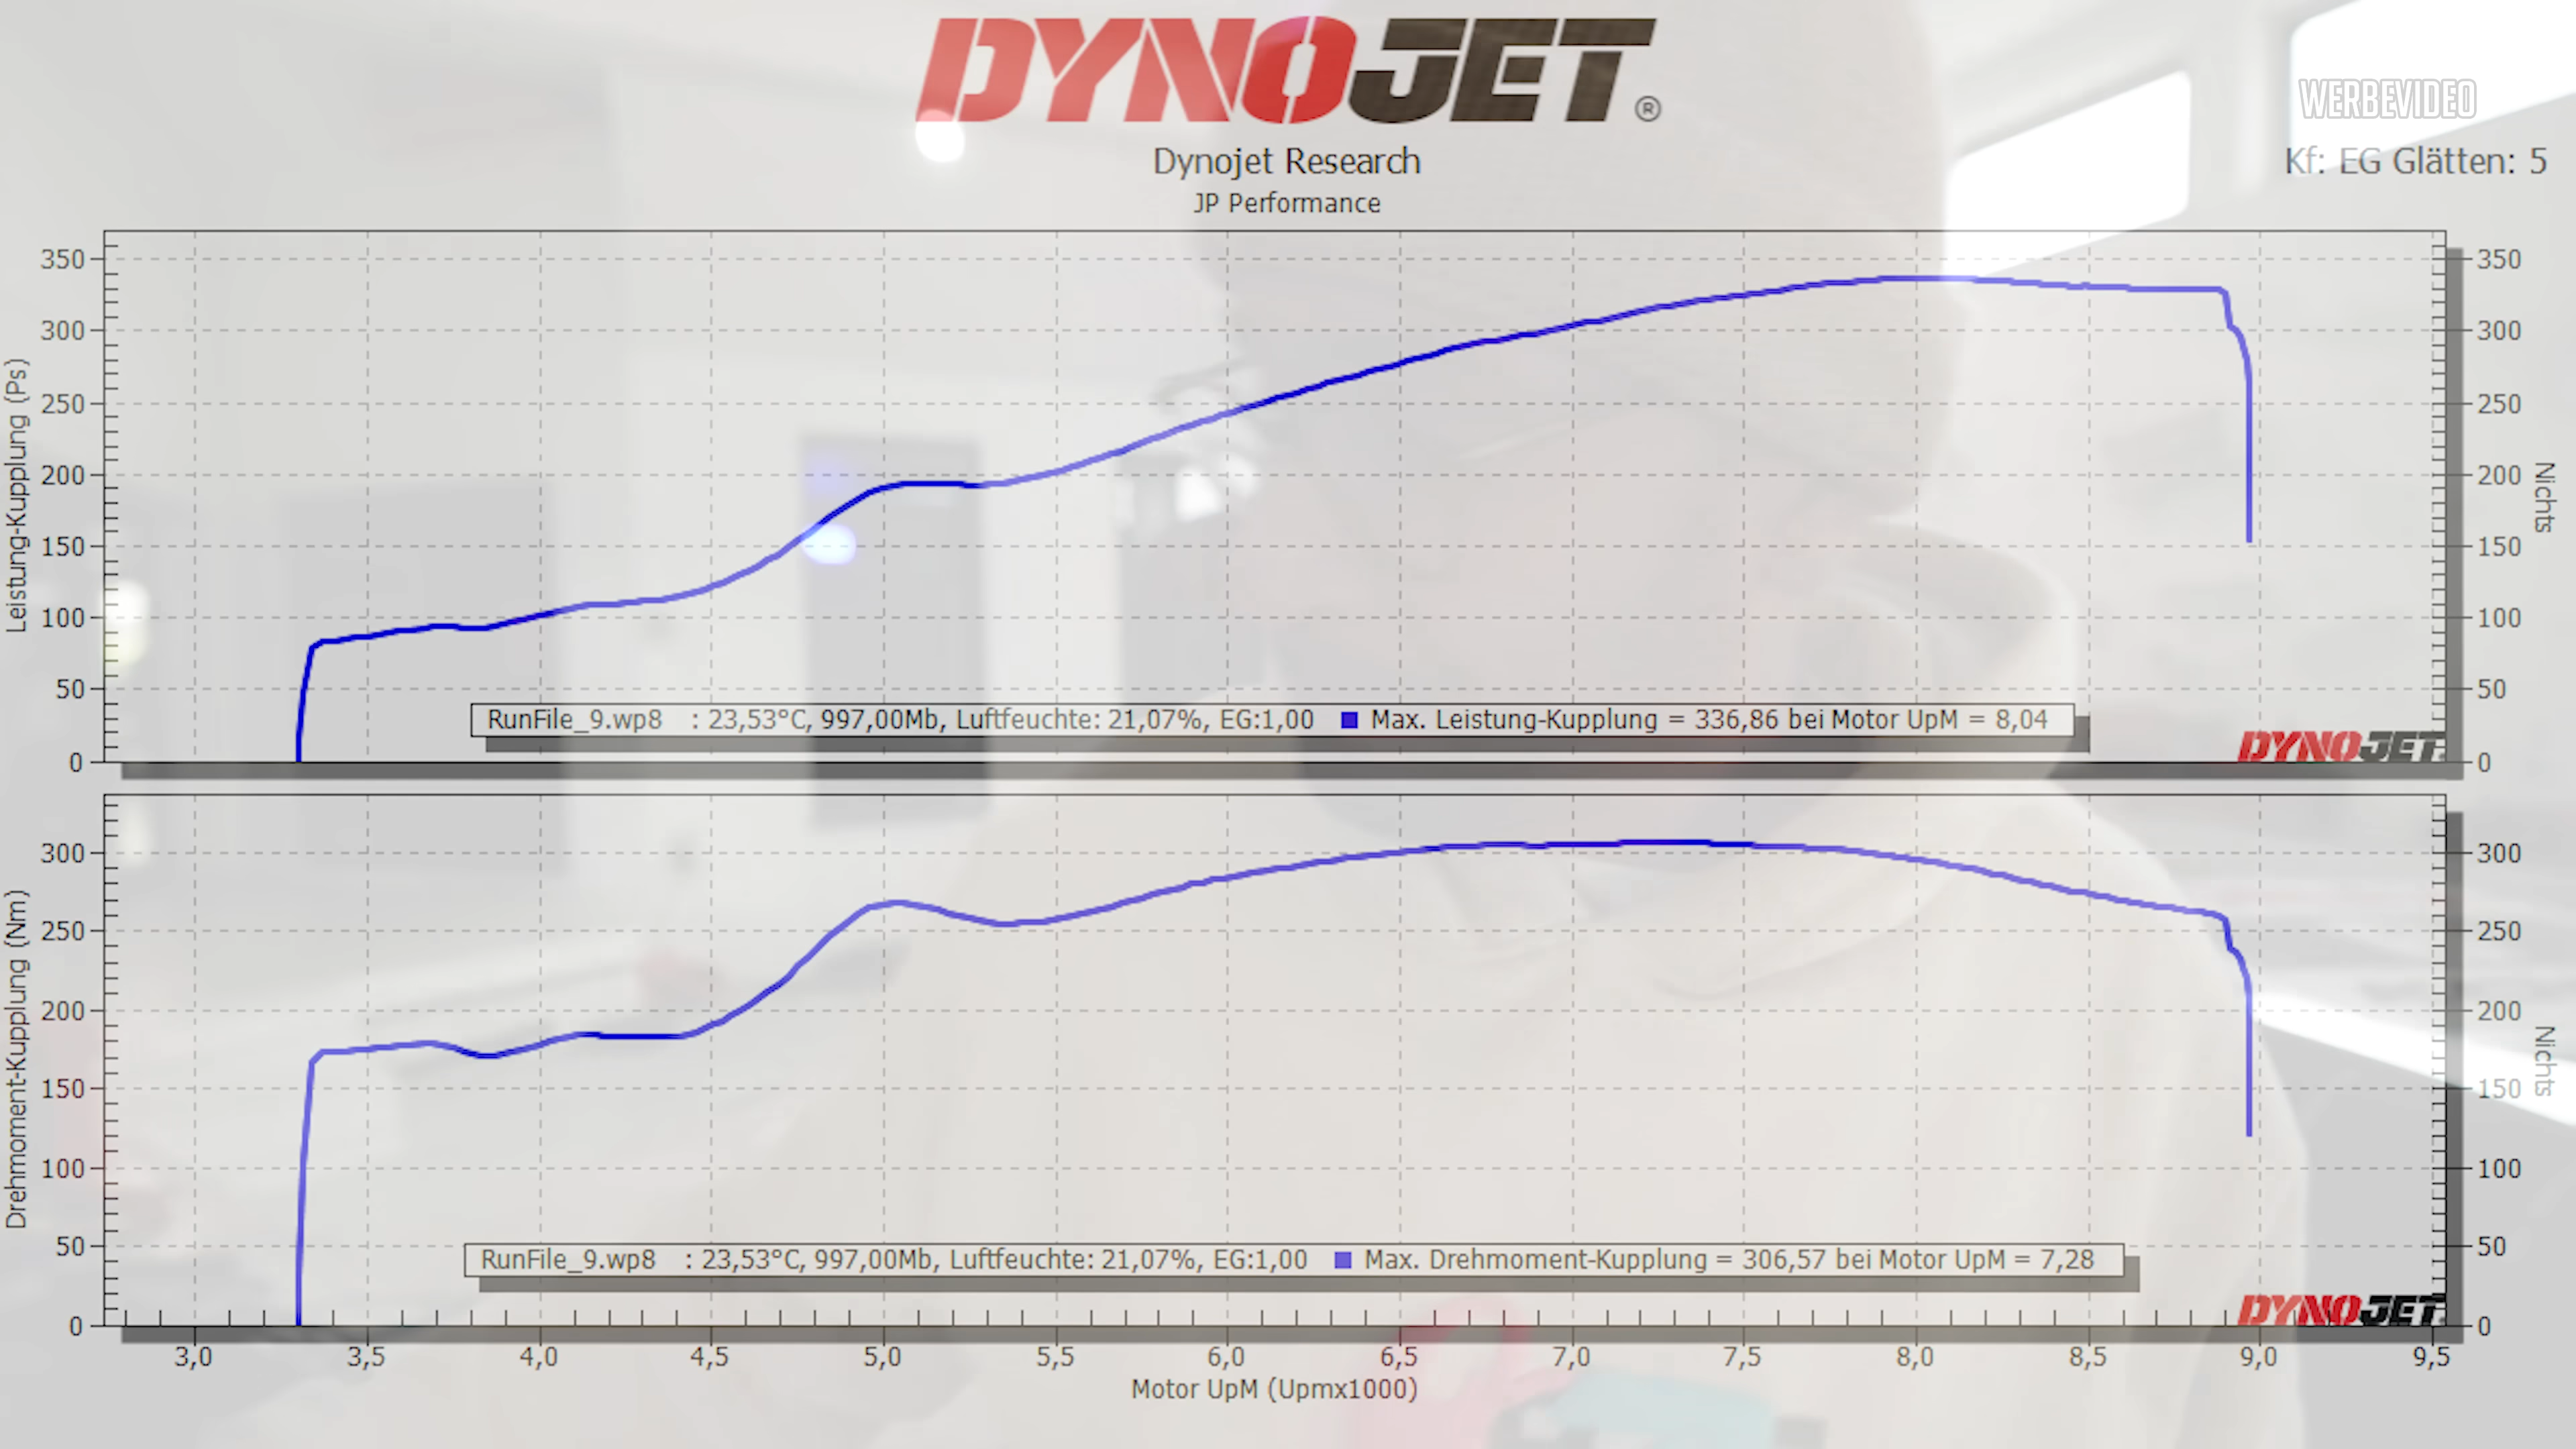 DYNOJET®
WERBEVIDEO
Dynojet Research
Kf: EG Glätten: 5
JP Performance
Leistung-Kupplung (Ps)
350
300
250
200
150
100
50
0
RunFile_9.wp8 : 23,53°C, 997,00Mb, Luftfeuchte: 21,07%, EG:1,00 Max. Leistung-Kupplung = 336,86 bei Motor UpM = 8,04
DYNOJET
350
300
250
200
150
100
50
0
Nichts
Drehmoment-Kupplung (Nm)
300
250
200
150
100
50
0
RunFile_9.wp8 : 23,53°C, 997,00Mb, Luftfeuchte: 21,07%, EG:1,00 Max. Drehmoment-Kupplung = 306,57 bei Motor UpM = 7,28
DYNOJET
300
250
200
150
100
50
0
Nichts
3,0 3,5 4,0 4,5 5,0 5,5 6,0 6,5 7,0 7,5 8,0 8,5 9,0 9,5
Motor UpM (Upmx1000)